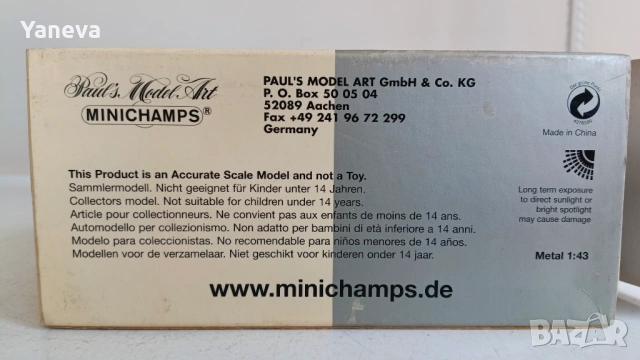 Yaneva
Paul's Model Art
MINICHAMPS®
PAUL'S MODEL ART GmbH & Co. KG
P. O. Box 50 05 04
52089 Aachen
Fax +49 241 96 72 299
Germany
Made in China
This Product is an Accurate Scale Model and not a Toy.
Sammlermodell. Nicht geeignet für Kinder unter 14 Jahren.
Collectors model. Not suitable for children under 14 years.
Article pour collectionneurs. Ne convient pas aux enfants de moins de 14 ans.
Automodello per collezionismo. Non adatto per bambini di età inferiore a 14 anni.
Modelo para coleccionistas. No recomendable para niños menores de 14 años.
Modellen voor de verzamelaar. Niet geschikt voor kinderen onder 14 jaar.
Long term exposure
to direct sunlight or
bright spotlight
may cause damage
Metal 1:43
www.minichamps.de
BAZAR